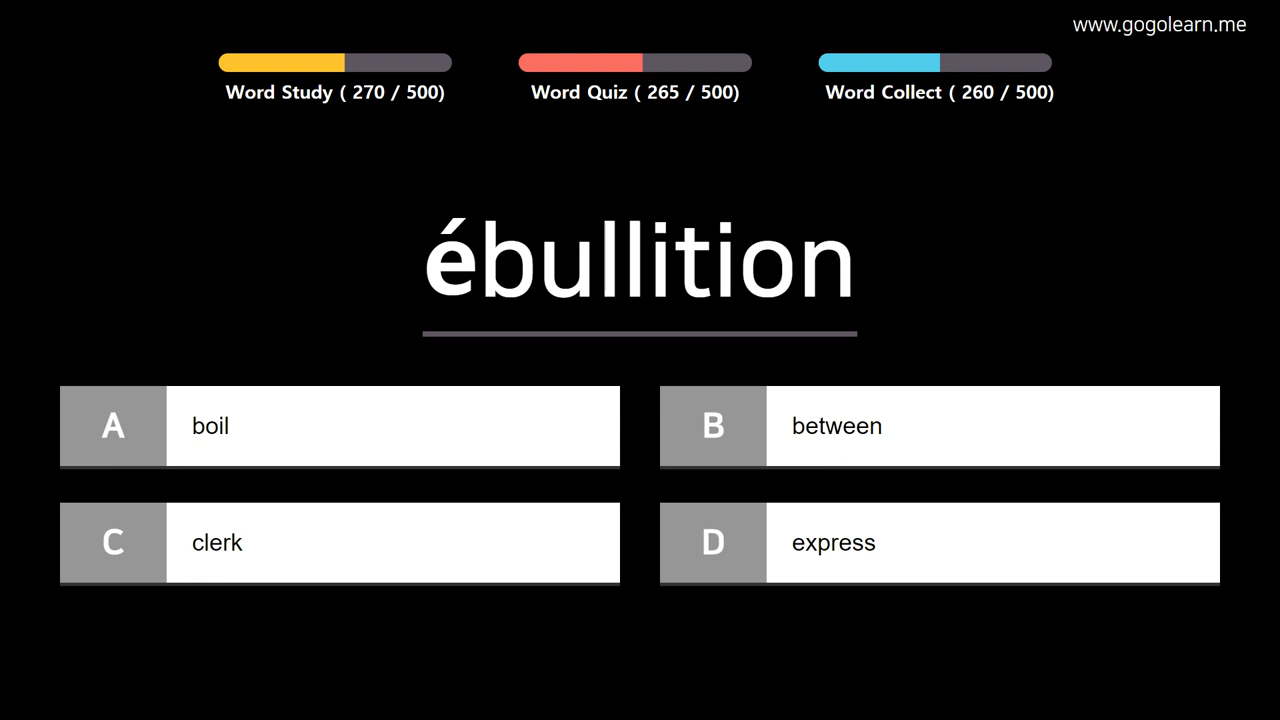 www.gogolearn.me
Word Study ( 270 / 500)
Word Quiz ( 265 / 500)
Word Collect ( 260 / 500)
ébullition
A boil
B between
C clerk
D express